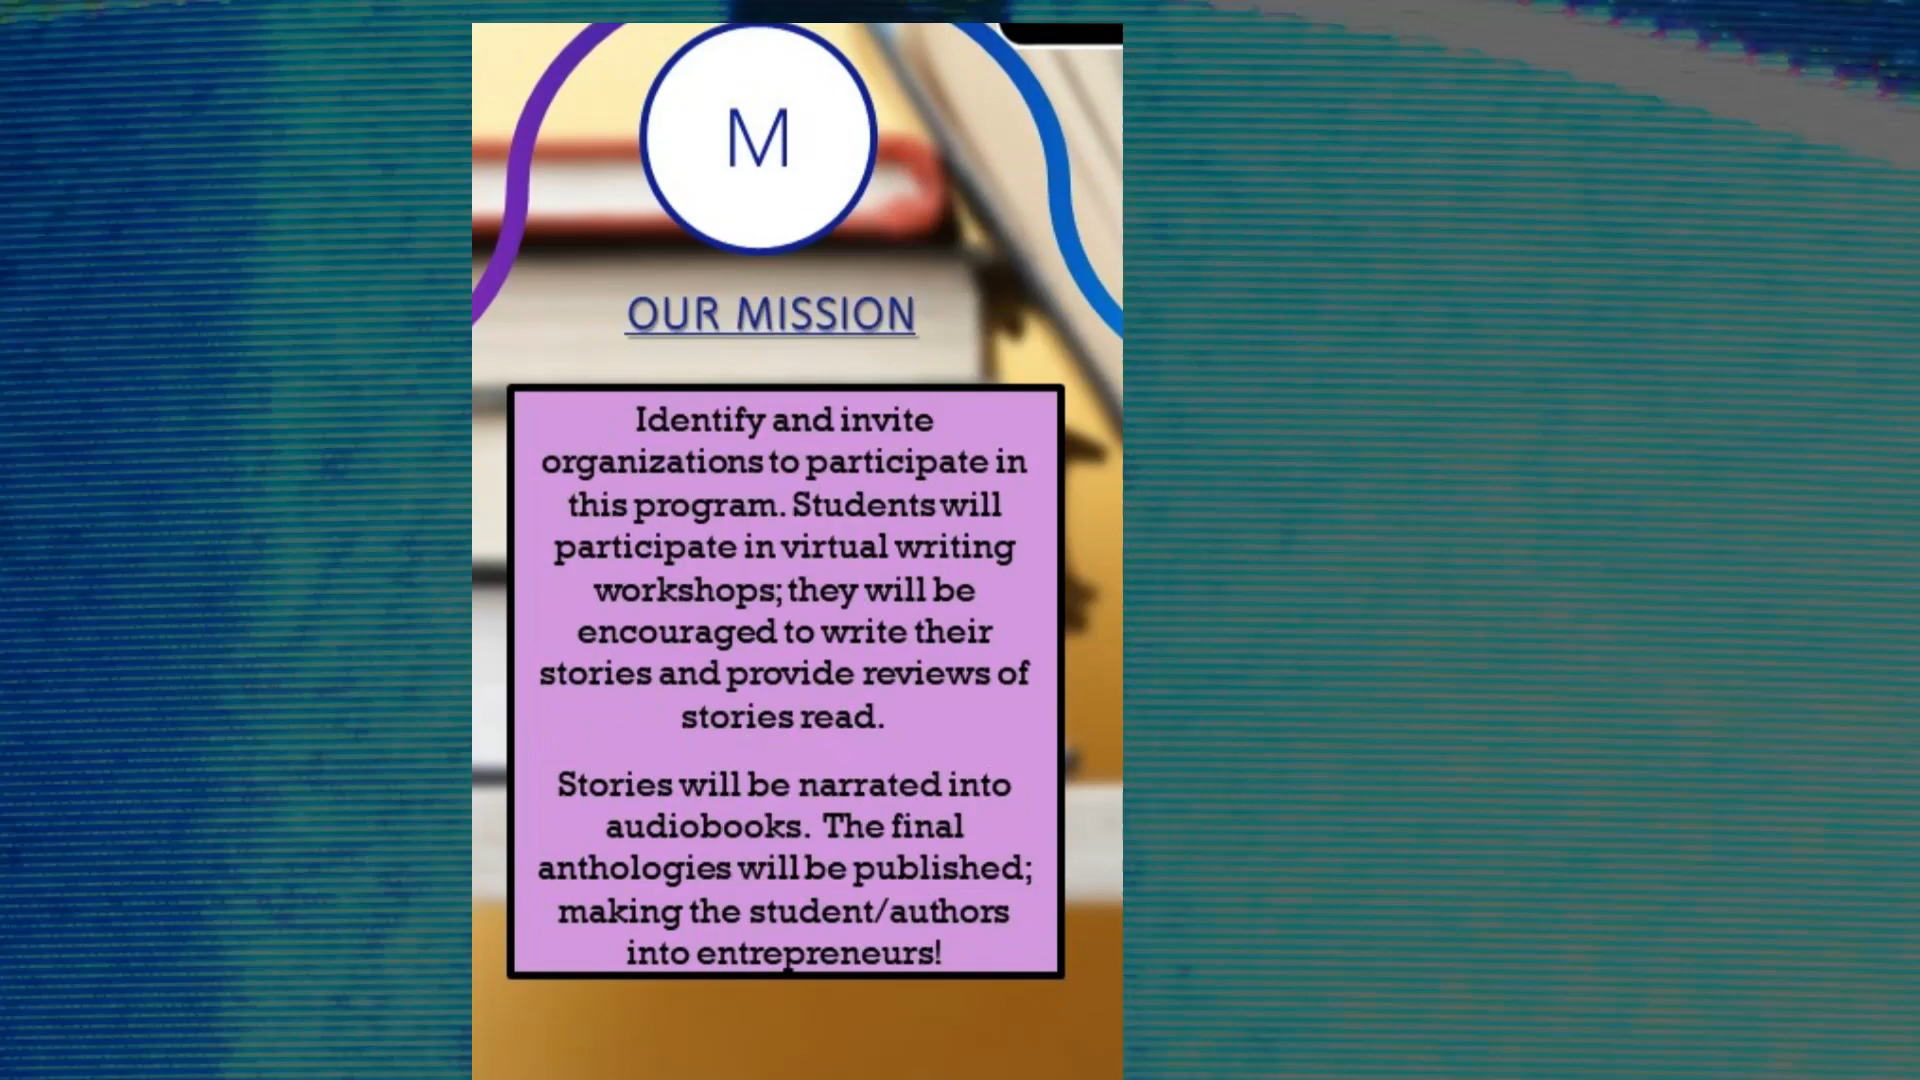 M
OUR MISSION
Identify and invite
organizations to participate in
this program. Students will
participate in virtual writing
workshops; they will be
encouraged to write their
stories and provide reviews of
stories read.
Stories will be narrated into
audiobooks. The final
anthologies will be published;
making the student/authors
into entrepreneurs!